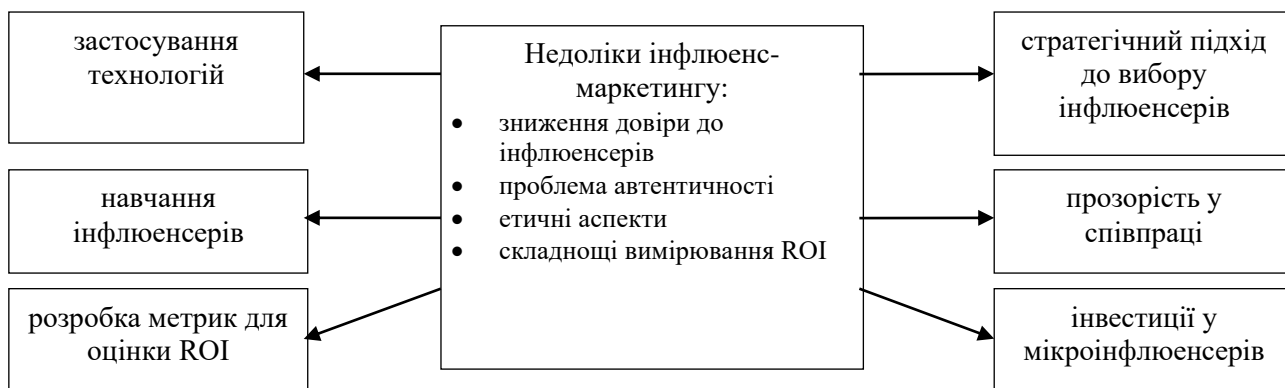 застосування
технологій
навчання
інфлюенсерів
розробка метрик для
оцінки ROI
Недоліки інфлюенс-
маркетингу:
• зниження довіри до
інфлюенсерів
• проблема автентичності
• етичні аспекти
• складнощі вимірювання ROI
стратегічний підхід
до вибору
інфлюенсерів
прозорість у
співпраці
інвестиції у
мікроінфлюенсерів